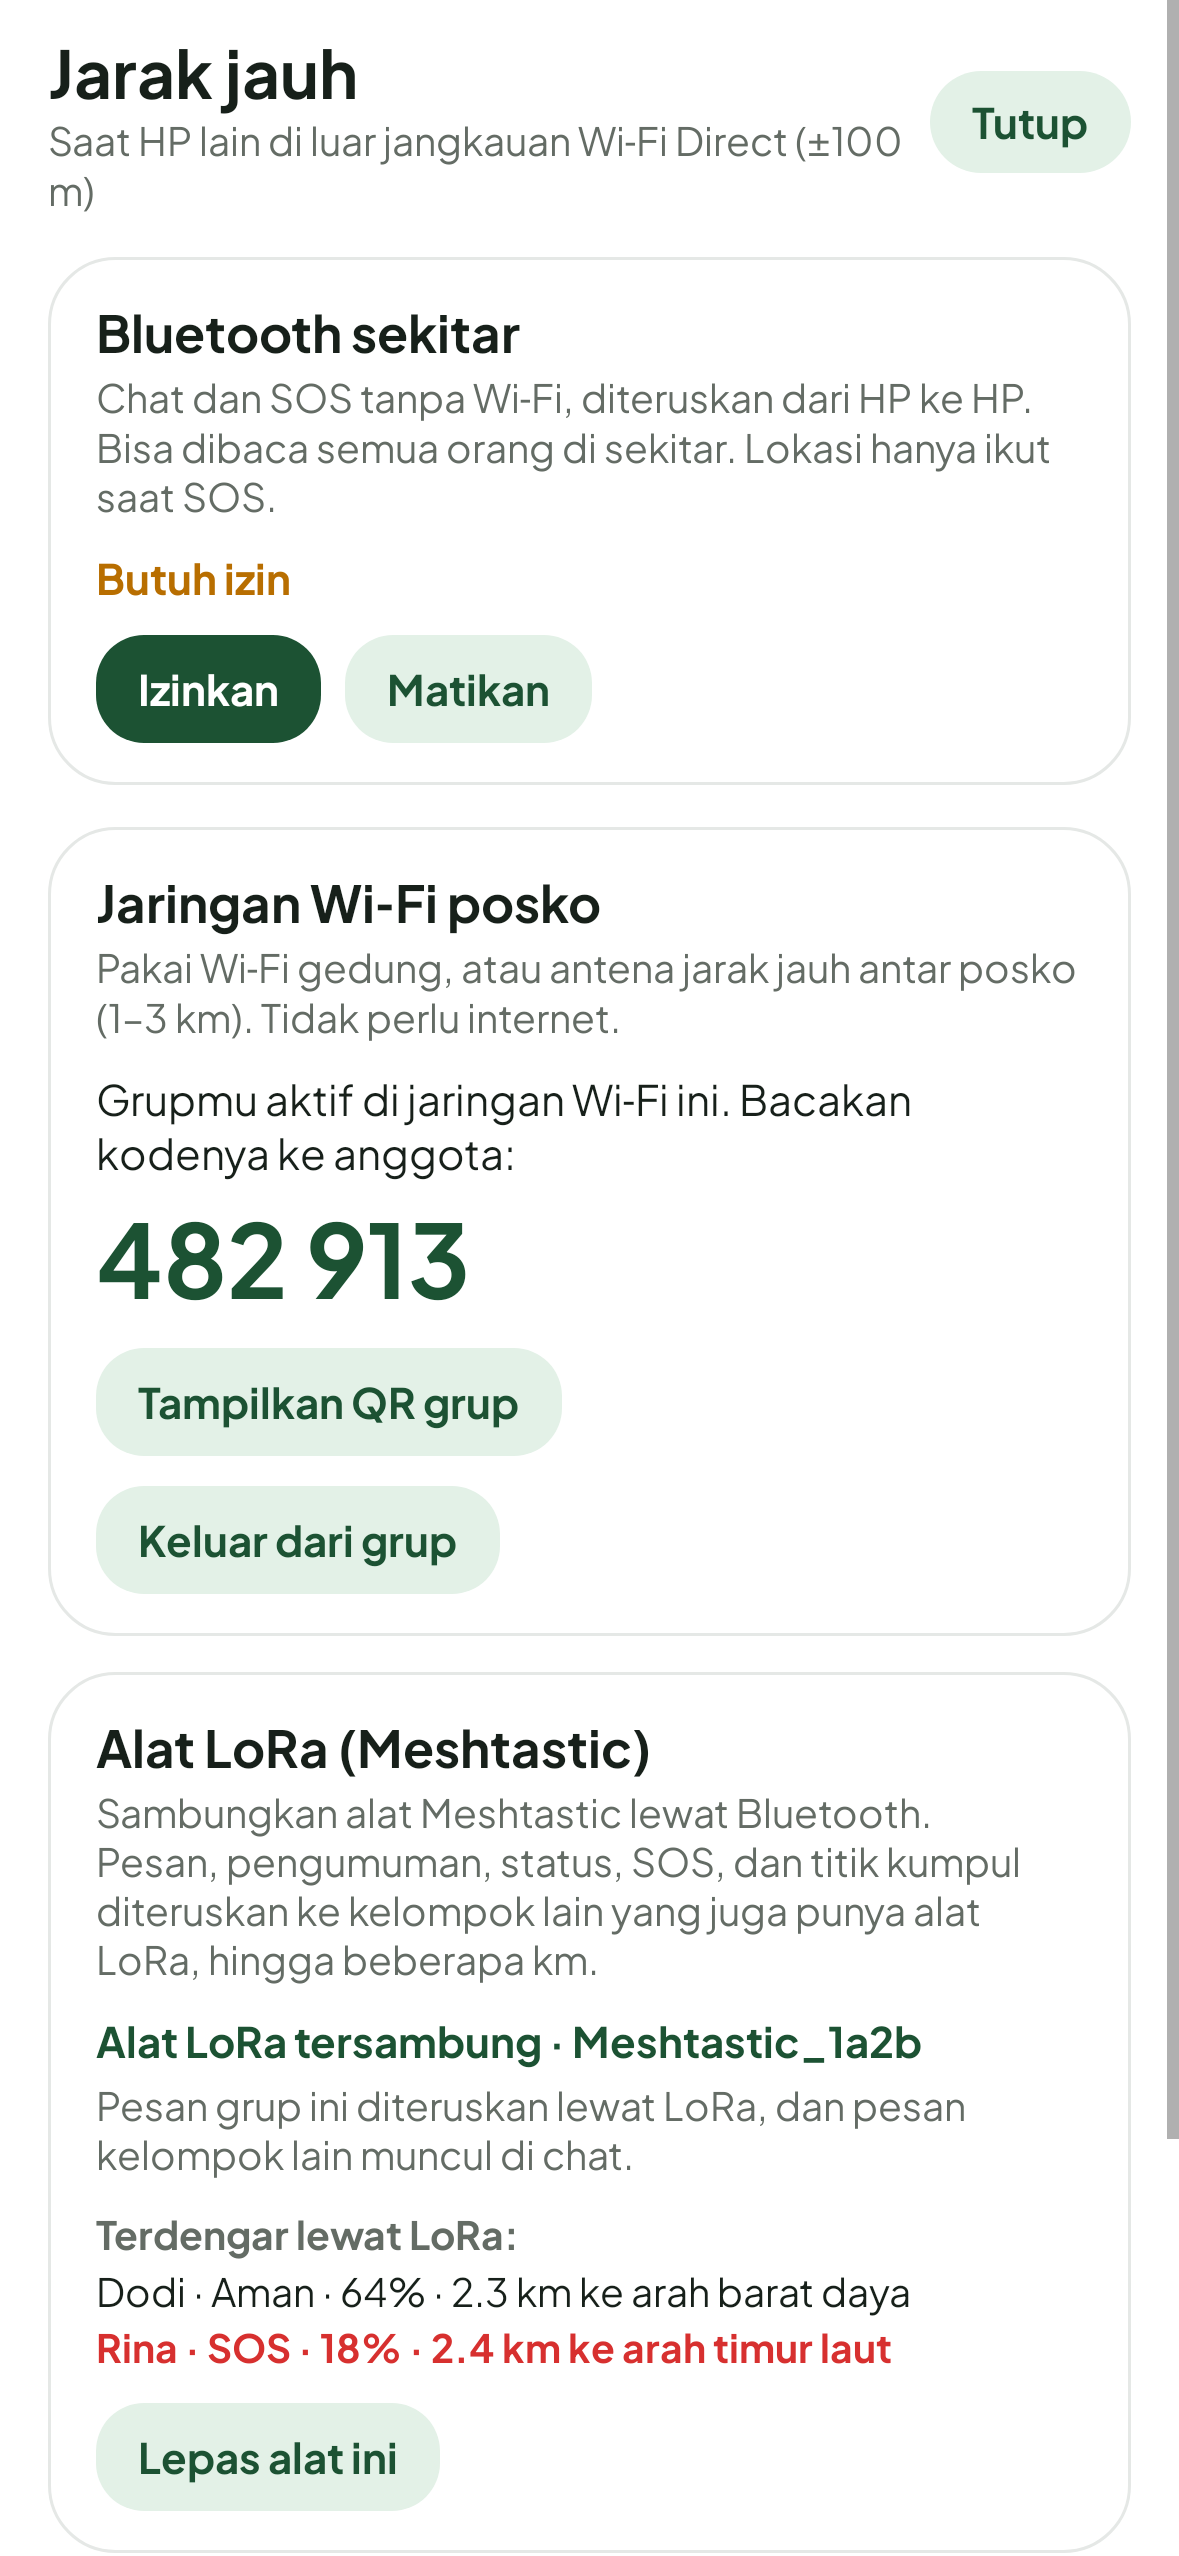 Jarak jauh
Saat HP lain di luar jangkauan Wi-Fi Direct (±100
m)
Tutup
Bluetooth sekitar
Chat dan SOS tanpa Wi-Fi, diteruskan dari HP ke HP.
Bisa dibaca semua orang di sekitar. Lokasi hanya ikut
saat SOS.
Butuh izin
Izinkan
Matikan
Jaringan Wi-Fi posko
Pakai Wi-Fi gedung, atau antena jarak jauh antar posko
(1–3 km). Tidak perlu internet.
Grupmu aktif di jaringan Wi-Fi ini. Bacakan
kodenya ke anggota:
482 913
Tampilkan QR grup
Keluar dari grup
Alat LoRa (Meshtastic)
Sambungkan alat Meshtastic lewat Bluetooth.
Pesan, pengumuman, status, SOS, dan titik kumpul
diteruskan ke kelompok lain yang juga punya alat
LoRa, hingga beberapa km.
Alat LoRa tersambung · Meshtastic_1a2b
Pesan grup ini diteruskan lewat LoRa, dan pesan
kelompok lain muncul di chat.
Terdengar lewat LoRa:
Dodi · Aman · 64% · 2.3 km ke arah barat daya
Rina · SOS · 18% · 2.4 km ke arah timur laut
Lepas alat ini